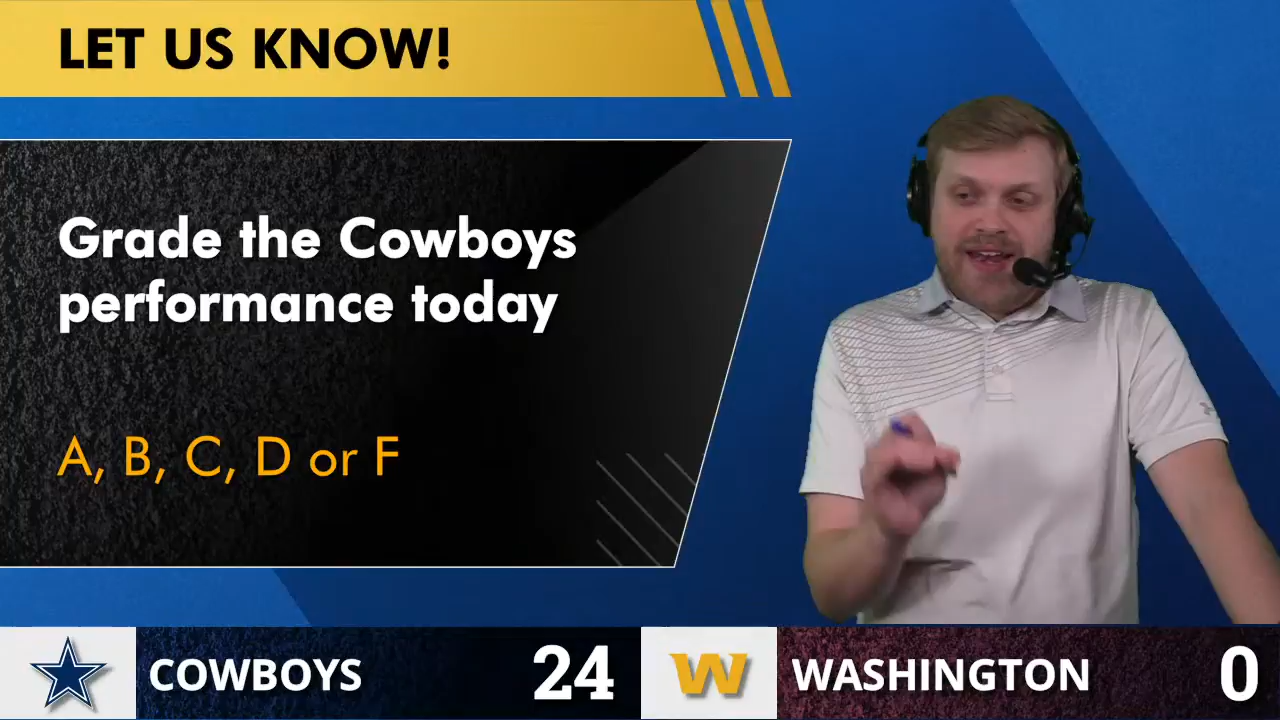 LET US KNOW!
Grade the Cowboys
performance today
A, B, C, D or F
COWBOYS 24 W WASHINGTON 0